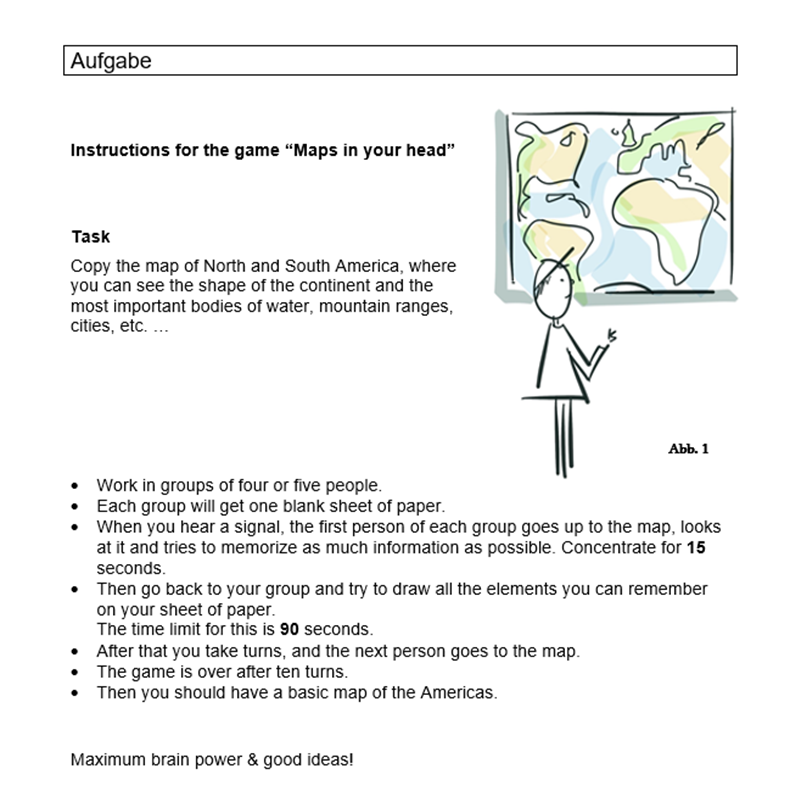 Aufgabe
Instructions for the game “Maps in your head”
Task
Copy the map of North and South America, where
you can see the shape of the continent and the
most important bodies of water, mountain ranges,
cities, etc. …
Abb. 1
• Work in groups of four or five people.
• Each group will get one blank sheet of paper.
• When you hear a signal, the first person of each group goes up to the map, looks
at it and tries to memorize as much information as possible. Concentrate for 15
seconds.
• Then go back to your group and try to draw all the elements you can remember
on your sheet of paper.
The time limit for this is 90 seconds.
• After that you take turns, and the next person goes to the map.
• The game is over after ten turns.
• Then you should have a basic map of the Americas.
Maximum brain power & good ideas!